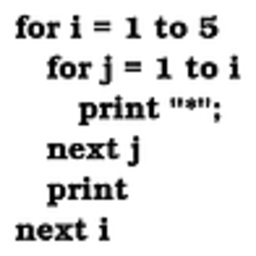 for i = 1 to 5
for j = 1 to i
print "*";
next j
print
next i